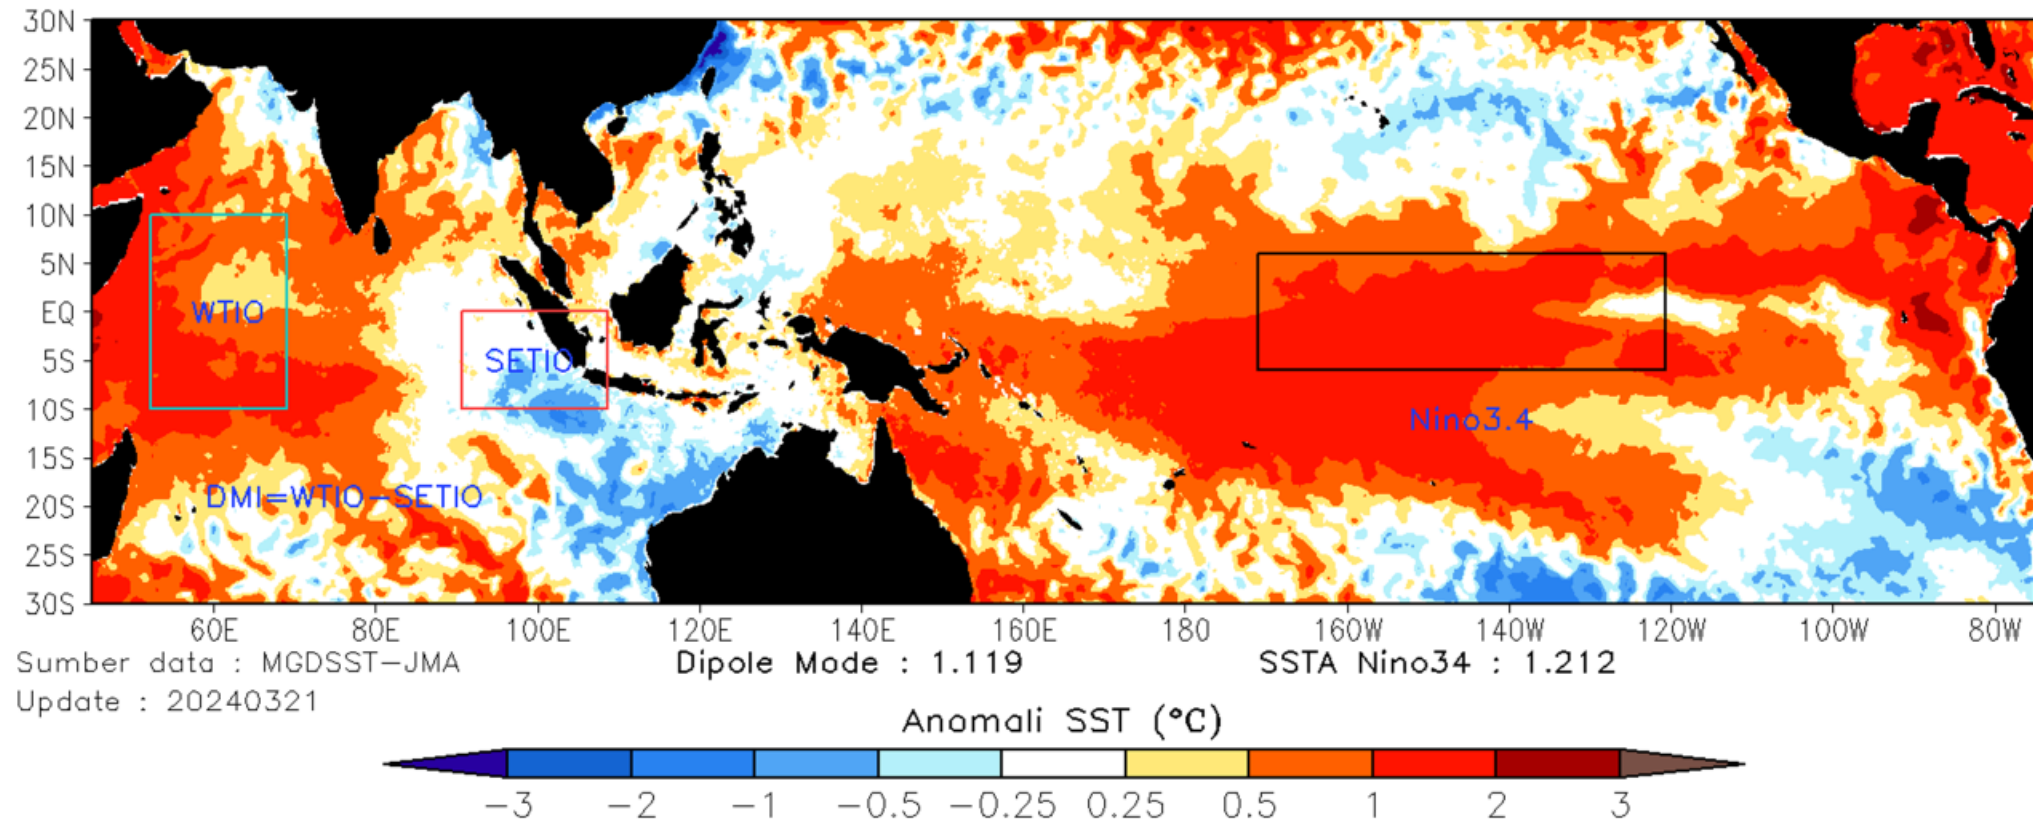 30N
25N
20N
15N
10N
5N
EQ
5S
10S
15S
20S
25S
30S
WTIO
SETIO
Nino3.4
DMI=WTIO-SETIO
60E 80E 100E 120E 140E 160E 180 160W 140W 120W 100W 80W
Sumber data : MGDSST-JMA Dipole Mode : 1.119 SSTA Nino34 : 1.212
Update : 20240321
Anomali SST (°C)
-3 -2 -1 -0.5 -0.25 0.25 0.5 1 2 3